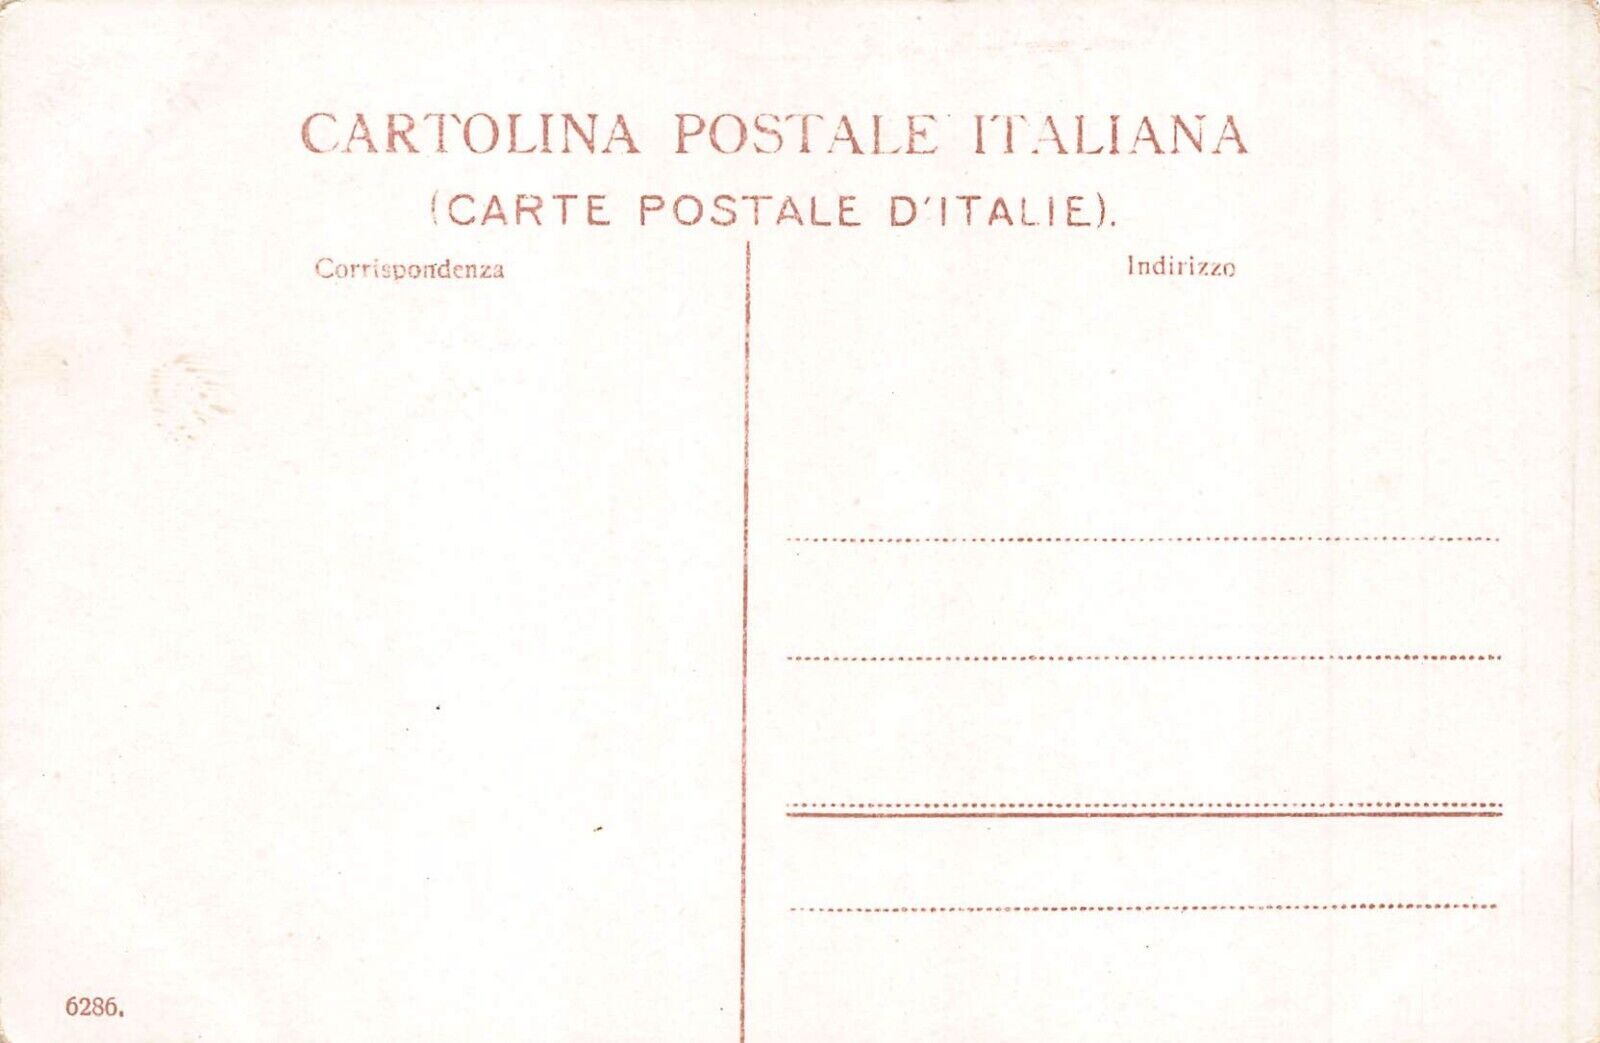 CARTOLINA POSTALE ITALIANA
(CARTE POSTALE D'ITALIE).
Corrispondenza
Indirizzo
6286.